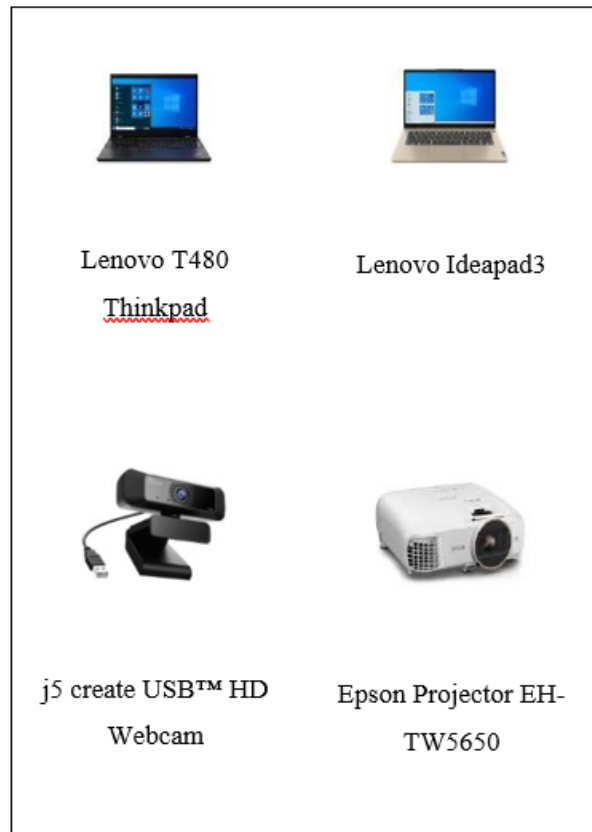 Lenovo T480
Thinkpad
Lenovo Ideapad3
j5 create USB™ HD
Webcam
Epson Projector EH-
TW5650